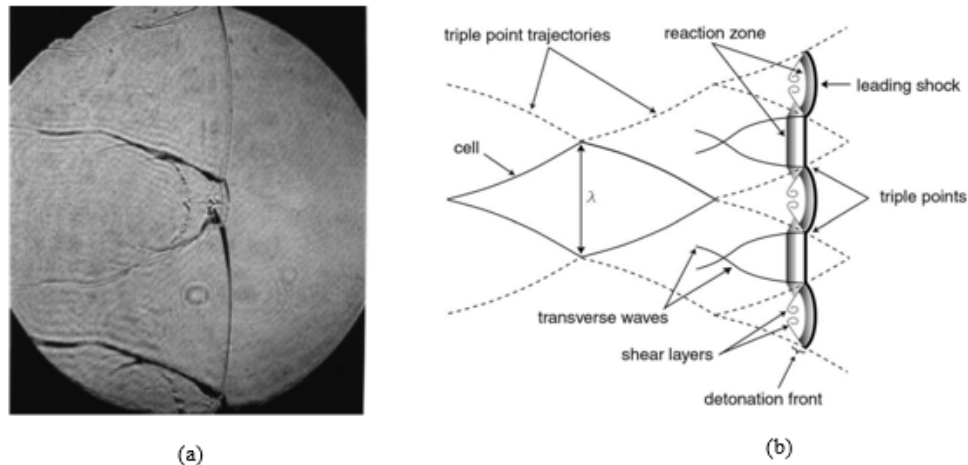 triple point trajectories
reaction zone
leading shock
cell
λ
triple points
transverse waves
shear layers
detonation front
(a)
(b)